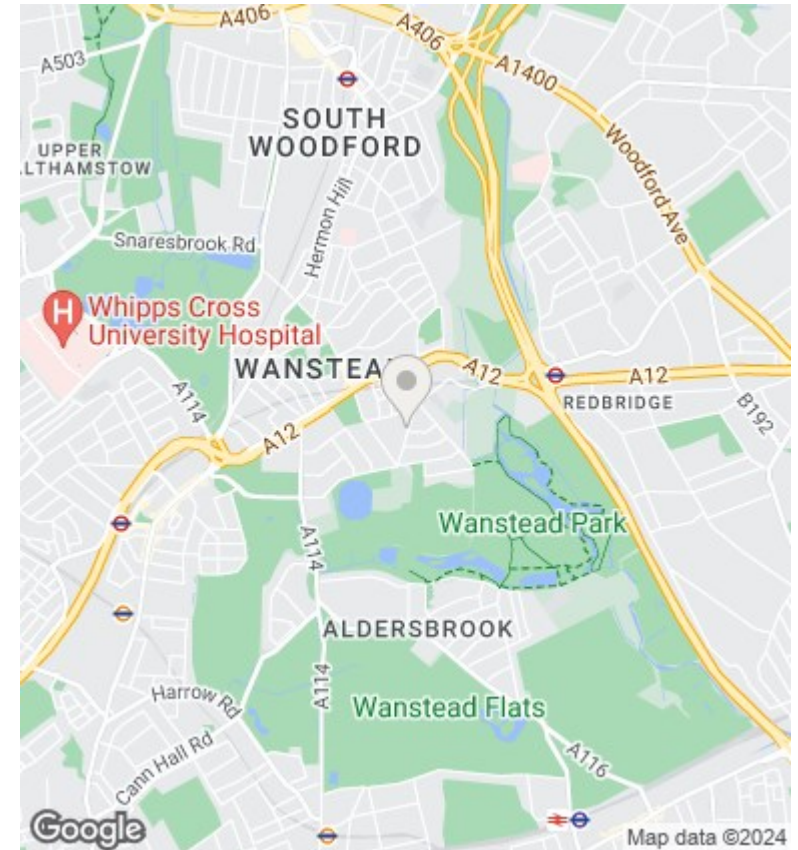 A406
A406
A503
A1400
SOUTH
WOODFORD
Woodford Ave
UPPER
LTHAMSTOW
Hermon Hill
Snaresbrook Rd
Whipps Cross
University Hospital
H
WANSTEA
A12
A12
A114
REDBRIDGE
B192
A12
Wanstead Park
A114
ALDERSBROOK
A114
Wanstead Flats
Harrow Rd
Cann Hall Rd
A116
Google
Map data ©2024